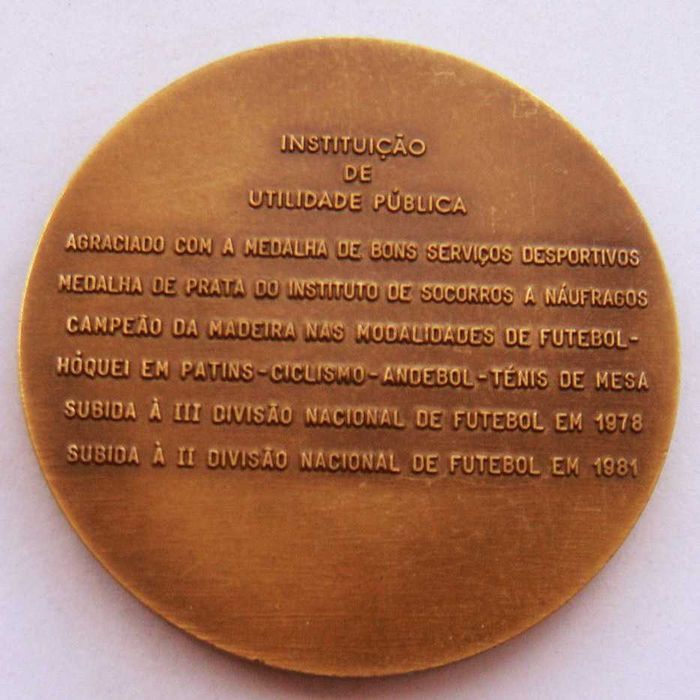 INSTITUIÇÃO
DE
UTILIDADE PÚBLICA
AGRACIADO COM A MEDALHA DE BONS SERVIÇOS DESPORTIVOS
MEDALHA DE PRATA DO INSTITUTO DE SOCORROS A NÁUFRAGOS
CAMPEÃO DA MADEIRA NAS MODALIDADES DE FUTEBOL-
HÓQUEI EM PATINS-CICLISMO-ANDEBOL-TÉNIS DE MESA
SUBIDA À III DIVISÃO NACIONAL DE FUTEBOL EM 1978
SUBIDA À II DIVISÃO NACIONAL DE FUTEBOL EM 1981